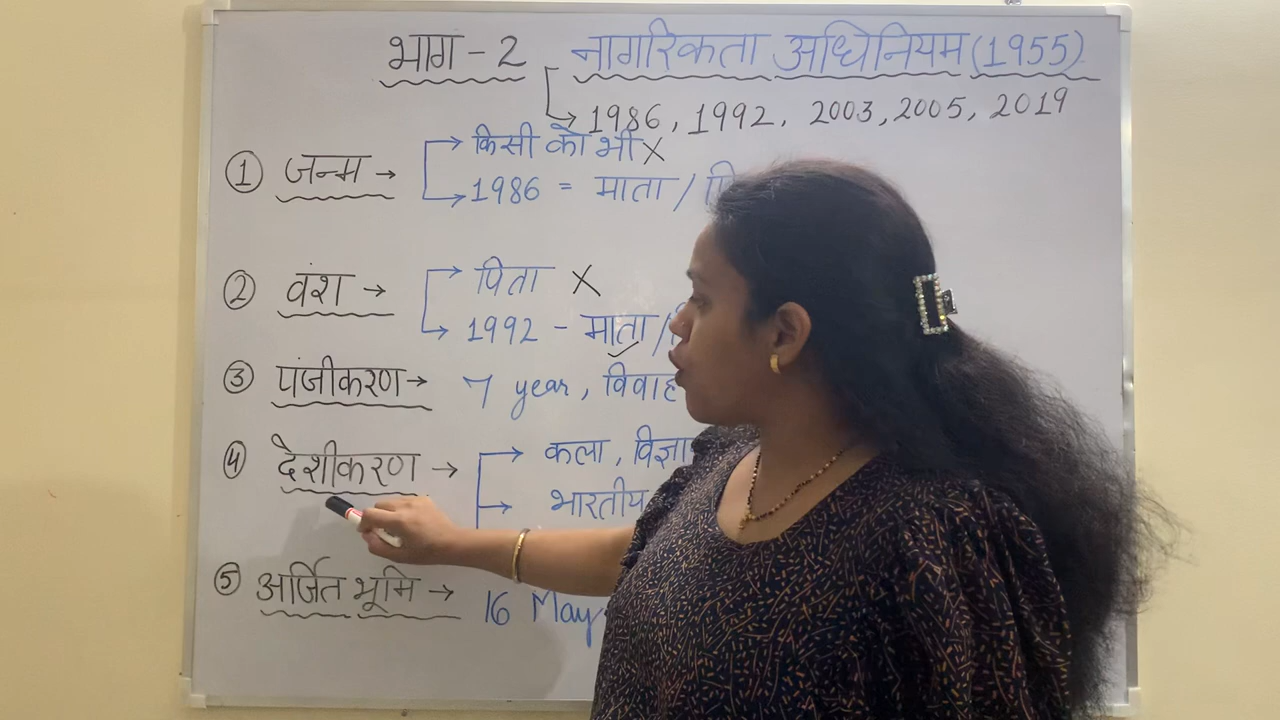 भाग - 2 नागरिकता अधिनियम (1955)
→ 1986, 1992, 2003, 2005, 2019
① जन्म → → किसी को भी X
→ 1986 = माता /
② वंश → → पिता X
→ 1992 - माता /
③ पंजीकरण → 7 year, विवाह
④ देशीकरण → → कला, विज्ञा
→ भारतीय
⑤ अर्जित भूमि → 16 May